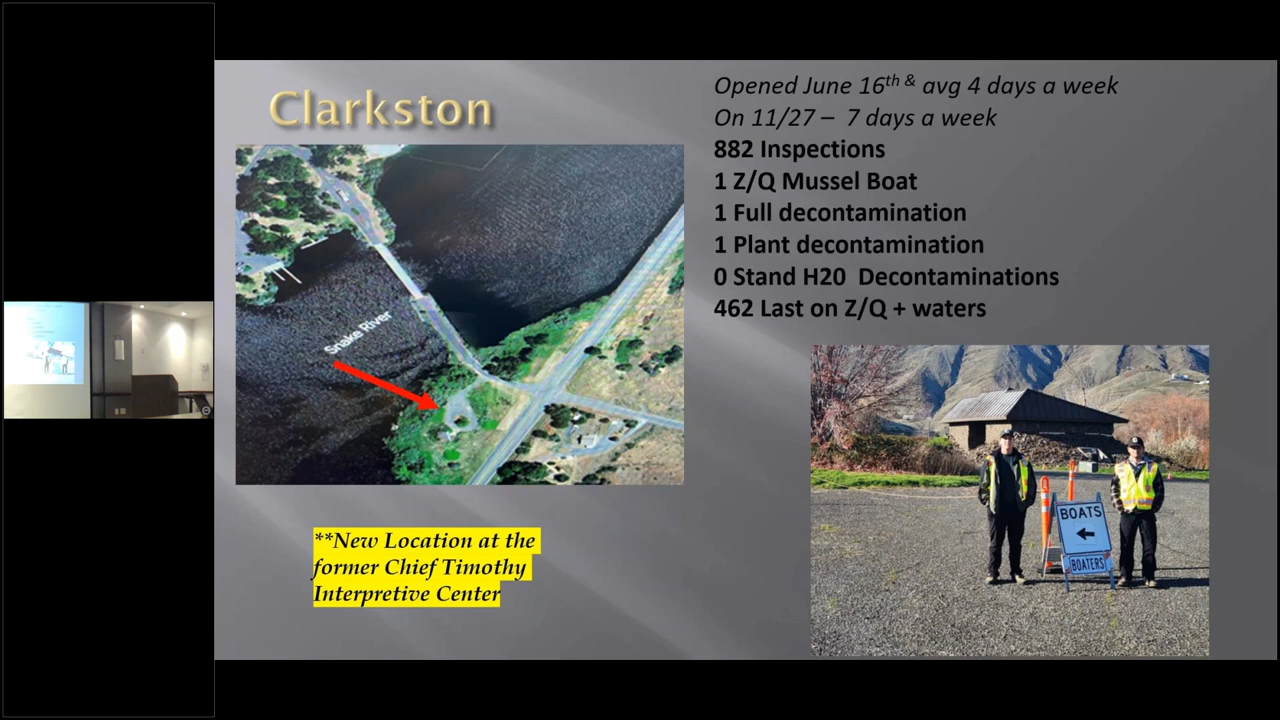 Clarkston
Opened June 16th & avg 4 days a week
On 11/27 – 7 days a week
882 Inspections
1 Z/Q Mussel Boat
1 Full decontamination
1 Plant decontamination
0 Stand H20 Decontaminations
462 Last on Z/Q + waters
Snake River
**New Location at the
former Chief Timothy
Interpretive Center
BOATS
BOATERS